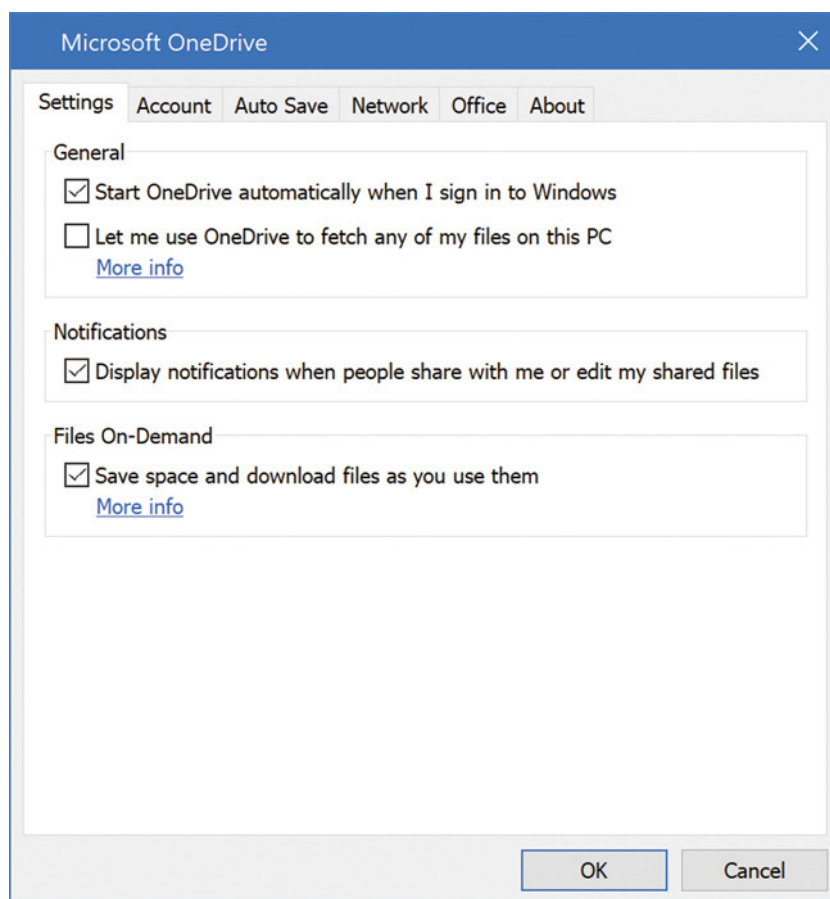 Microsoft OneDrive
Settings Account Auto Save Network Office About
General
Start OneDrive automatically when I sign in to Windows
Let me use OneDrive to fetch any of my files on this PC
More info
Notifications
Display notifications when people share with me or edit my shared files
Files On-Demand
Save space and download files as you use them
More info
OK Cancel